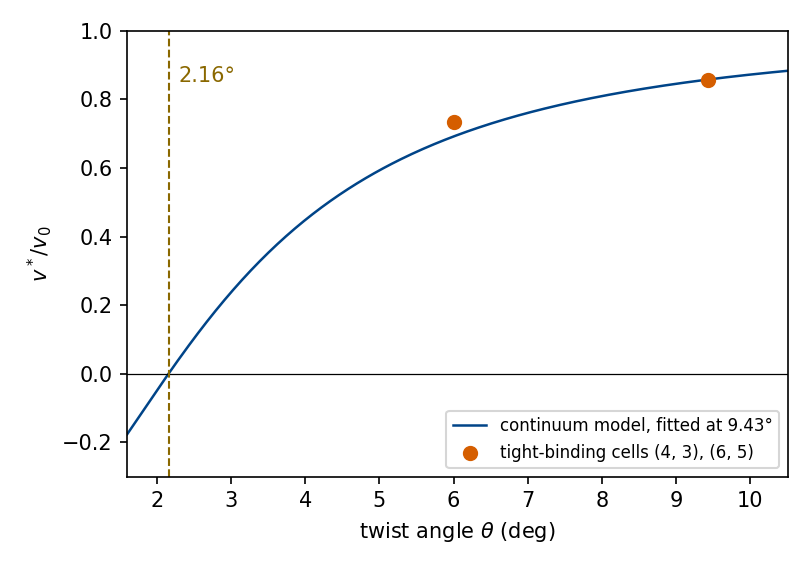 1.0
0.8
0.6
0.4
0.2
0.0
−0.2
v*/v0
2.16°
continuum model, fitted at 9.43°
tight-binding cells (4, 3), (6, 5)
2 3 4 5 6 7 8 9 10
twist angle θ (deg)